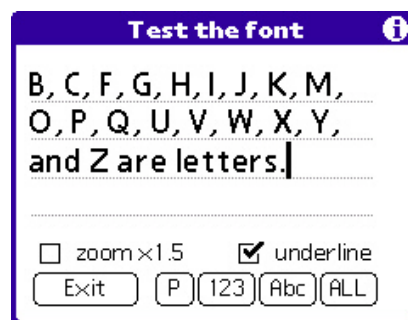 Test the font
B, C, F, G, H, I, J, K, M,
O, P, Q, U, V, W, X, Y,
and Z are letters.
zoom ×1.5 underline
Exit P 123 Abc ALL